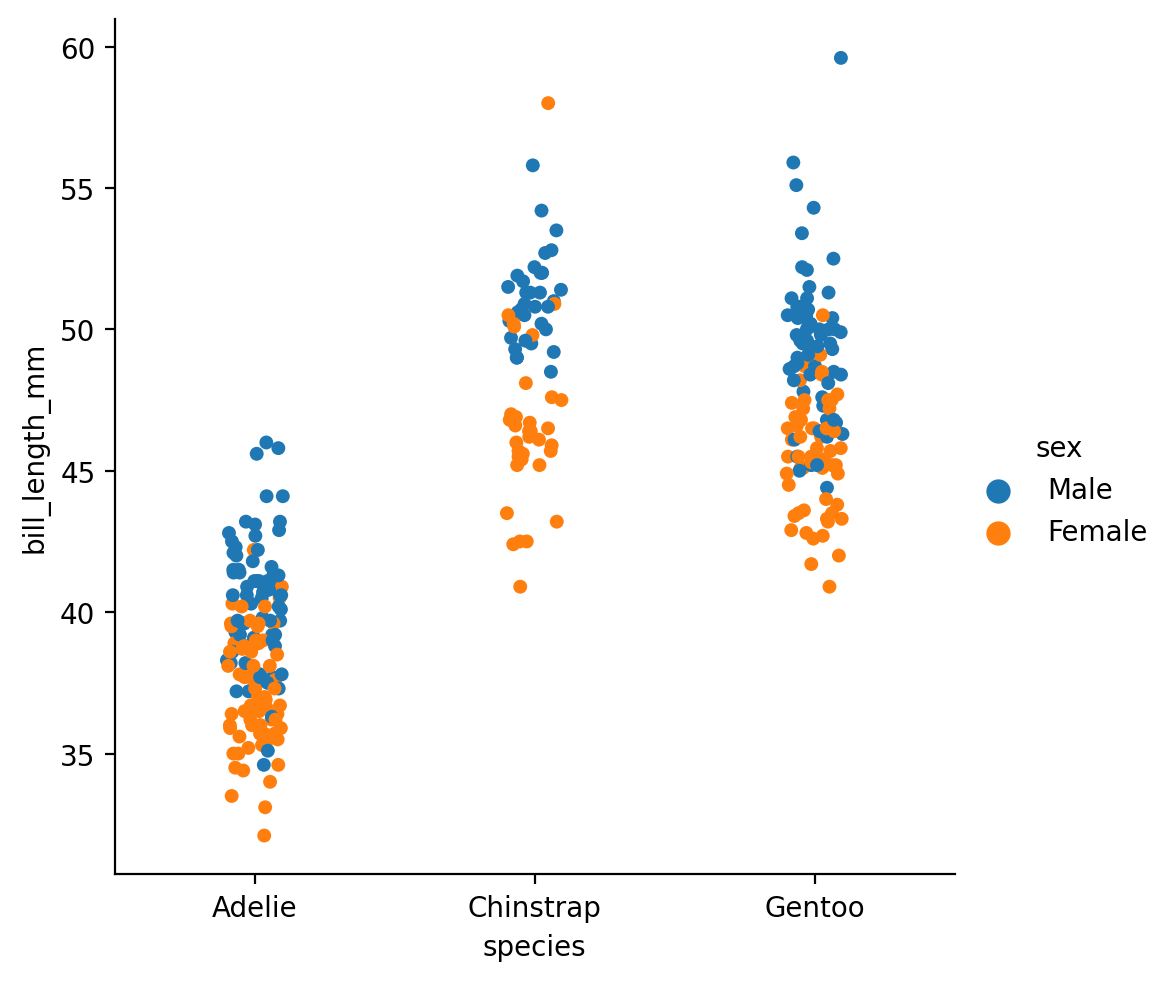 60
55
50
45
40
35
bill_length_mm
Adelie
Chinstrap
Gentoo
species
sex
Male
Female